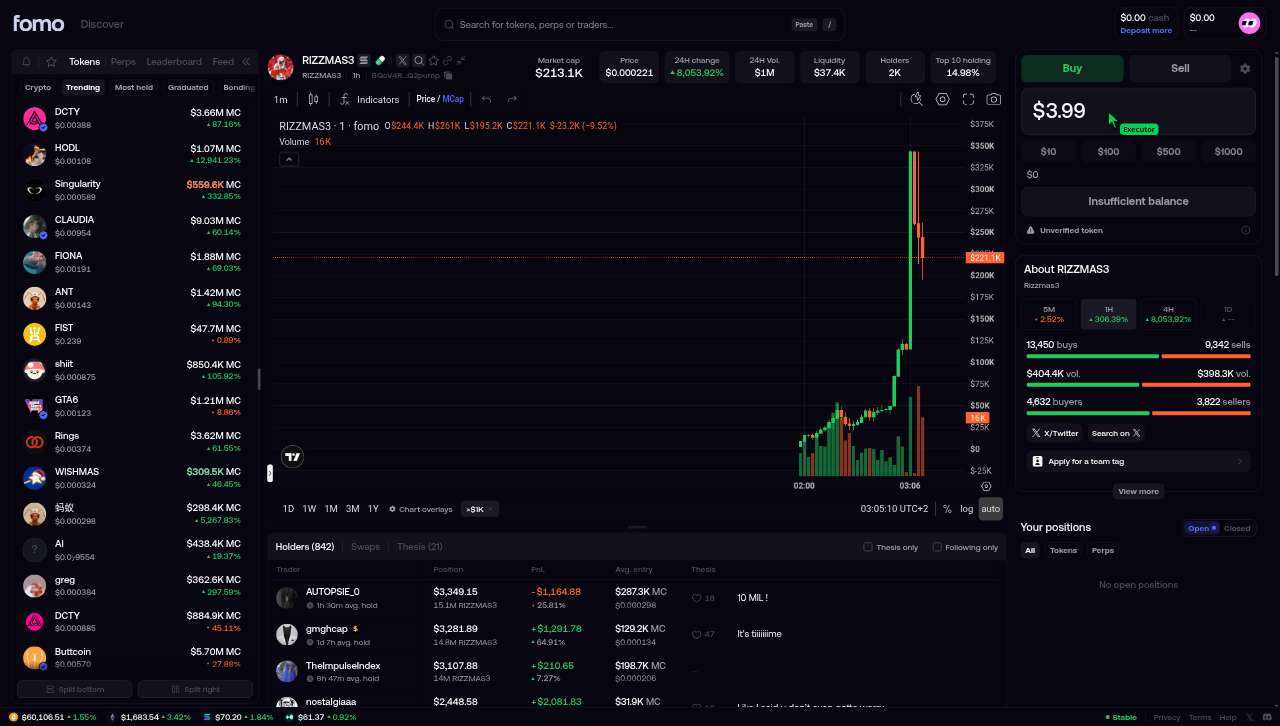 fomo Discover
Search for tokens, perps or traders... Paste /
$0.00 cash
Deposit more
$0.00
—
Tokens Perps Leaderboard Feed
Crypto Trending Most held Graduated Bonding
DCTY $3.66M MC
$0.00388 87.16%
HODL $1.07M MC
$0.00108 12,941.23%
Singularity $559.6K MC
$0.000589 332.85%
CLAUDIA $9.03M MC
$0.00954 60.14%
FIONA $1.88M MC
$0.00191 69.03%
ANT $1.42M MC
$0.00143 94.30%
FIST $47.7M MC
$0.239 0.89%
shiit $850.4K MC
$0.000875 105.92%
GTA6 $1.21M MC
$0.00123 8.86%
Rings $3.62M MC
$0.00374 61.55%
WISHMAS $309.5K MC
$0.000324 46.45%
蚂蚁 $298.4K MC
$0.000298 5,267.83%
? AI $438.4K MC
$0.0₇9554 19.37%
greg $362.6K MC
$0.000384 297.59%
DCTY $884.9K MC
$0.000885 45.11%
Buttcoin $5.70M MC
$0.00570 27.88%
Split bottom Split right
RIZZMAS3
RIZZMAS3 1h BQcV4R...Q2pump
Market cap
$213.1K
Price
$0.000221
24H change
8,053.92%
24H Vol.
$1M
Liquidity
$37.4K
Holders
2K
Top 10 holding
14.98%
1m Indicators Price / MCap
RIZZMAS3 · 1 · fomo O$244.4K H$261K L$195.2K C$221.1K $-23.2K (−9.52%)
Volume 16K
$375K
$350K
$325K
$300K
$275K
$250K
$221.1K
$200K
$175K
$150K
$125K
$100K
$75K
$50K
16K
$25K
$0
$-25K
02:00 03:06
1D 1W 1M 3M 1Y Chart overlays >$1K 03:05:10 UTC+2 % log auto
Holders (842) Swaps Thesis (21) Thesis only Following only
Trader Position PnL Avg. entry Thesis
AUTOPSIE_0 $3,349.15 -$1,164.88 $287.3K MC
1h 30m avg. hold 15.1M RIZZMAS3 25.81% $0.000298
18 10 MIL !
gmghcap $ $3,281.89 +$1,291.78 $129.2K MC
1d 7h avg. hold 14.8M RIZZMAS3 64.91% $0.000134
47 It's tiiiiiiime
TheImpulseIndex $3,107.88 +$210.65 $198.7K MC
9h 47m avg. hold 14M RIZZMAS3 7.27% $0.000206
nostalgiaaa $2,448.58 +$2,081.83 $31.9K MC
Buy Sell
$3.99
Executor
$10 $100 $500 $1000
$0
Insufficient balance
Unverified token
About RIZZMAS3
Rizzmas3
5M 1H 4H 1D
2.52% 306.39% 8,053.92% --
13,450 buys 9,342 sells
$404.4K vol. $398.3K vol.
4,632 buyers 3,822 sellers
X/Twitter Search on X
Apply for a team tag
View more
Your positions Open Closed
All Tokens Perps
No open positions
$60,106.51 1.55% $1,683.54 3.42% $70.20 1.84% $61.37 0.92% Stable Privacy Terms Help